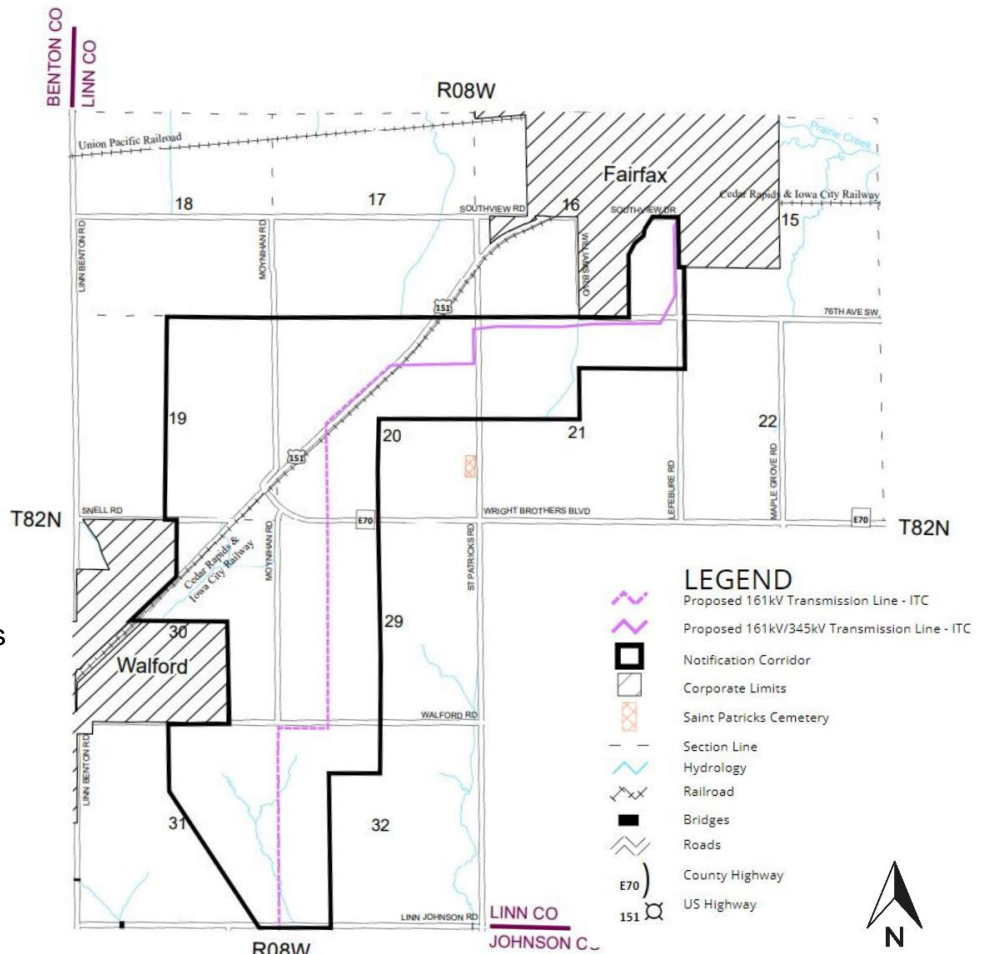 BENTON CO
LINN CO
R08W
Union Pacific Railroad
Prairie Creek
Fairfax
Cedar Rapids & Iowa City Railway
18
17
16
15
SOUTHVIEW RD
SOUTHVIEW DR
LINN BENTON RD
MOYNIHAN RD
WILLIAMS BLVD
151
76TH AVE SW
19
20
21
22
151
LEFEBURE RD
MAPLE GROVE RD
T82N
SNELL RD
E70
WRIGHT BROTHERS BLVD
E70
T82N
MOYNIHAN RD
ST PATRICKS RD
Cedar Rapids &
Iowa City Railway
s
30
29
Walford
WALFORD RD
LINN BENTON RD
31
32
LINN JOHNSON RD
LINN CO
JOHNSON C
R08W
LEGEND
Proposed 161kV Transmission Line - ITC
Proposed 161kV/345kV Transmission Line - ITC
Notification Corridor
Corporate Limits
Saint Patricks Cemetery
Section Line
Hydrology
Railroad
Bridges
Roads
E70 County Highway
151 US Highway
N